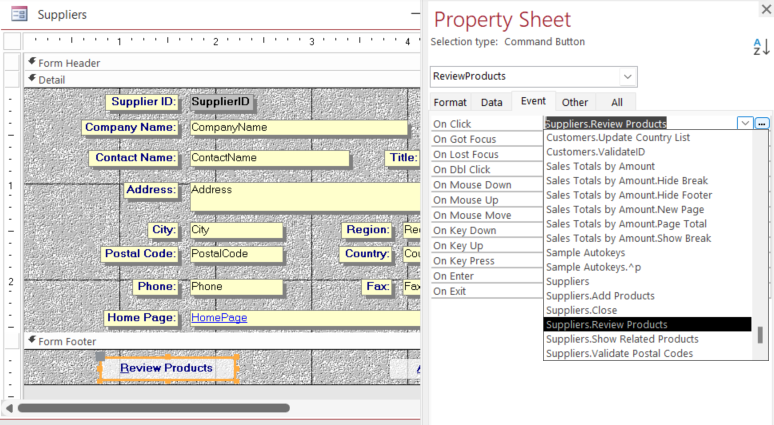 Suppliers
1 2 3 4
Form Header
Detail
Supplier ID: SupplierID
Company Name: CompanyName
Contact Name: ContactName Title:
1
Address: Address
City: City Region: Re
Postal Code: PostalCode Country: Cou
2
Phone: Phone Fax: Fax
Home Page: HomePage
Form Footer
Review Products
Property Sheet
Selection type: Command Button
A
Z
ReviewProducts
Format Data Event Other All
On Click Suppliers.Review Products
On Got Focus
On Lost Focus
On Dbl Click
On Mouse Down
On Mouse Up
On Mouse Move
On Key Down
On Key Up
On Key Press
On Enter
On Exit
Customers.Update Country List
Customers.ValidateID
Sales Totals by Amount
Sales Totals by Amount.Hide Break
Sales Totals by Amount.Hide Footer
Sales Totals by Amount.New Page
Sales Totals by Amount.Page Total
Sales Totals by Amount.Show Break
Sample Autokeys
Sample Autokeys.^p
Suppliers
Suppliers.Add Products
Suppliers.Close
Suppliers.Review Products
Suppliers.Show Related Products
Suppliers.Validate Postal Codes